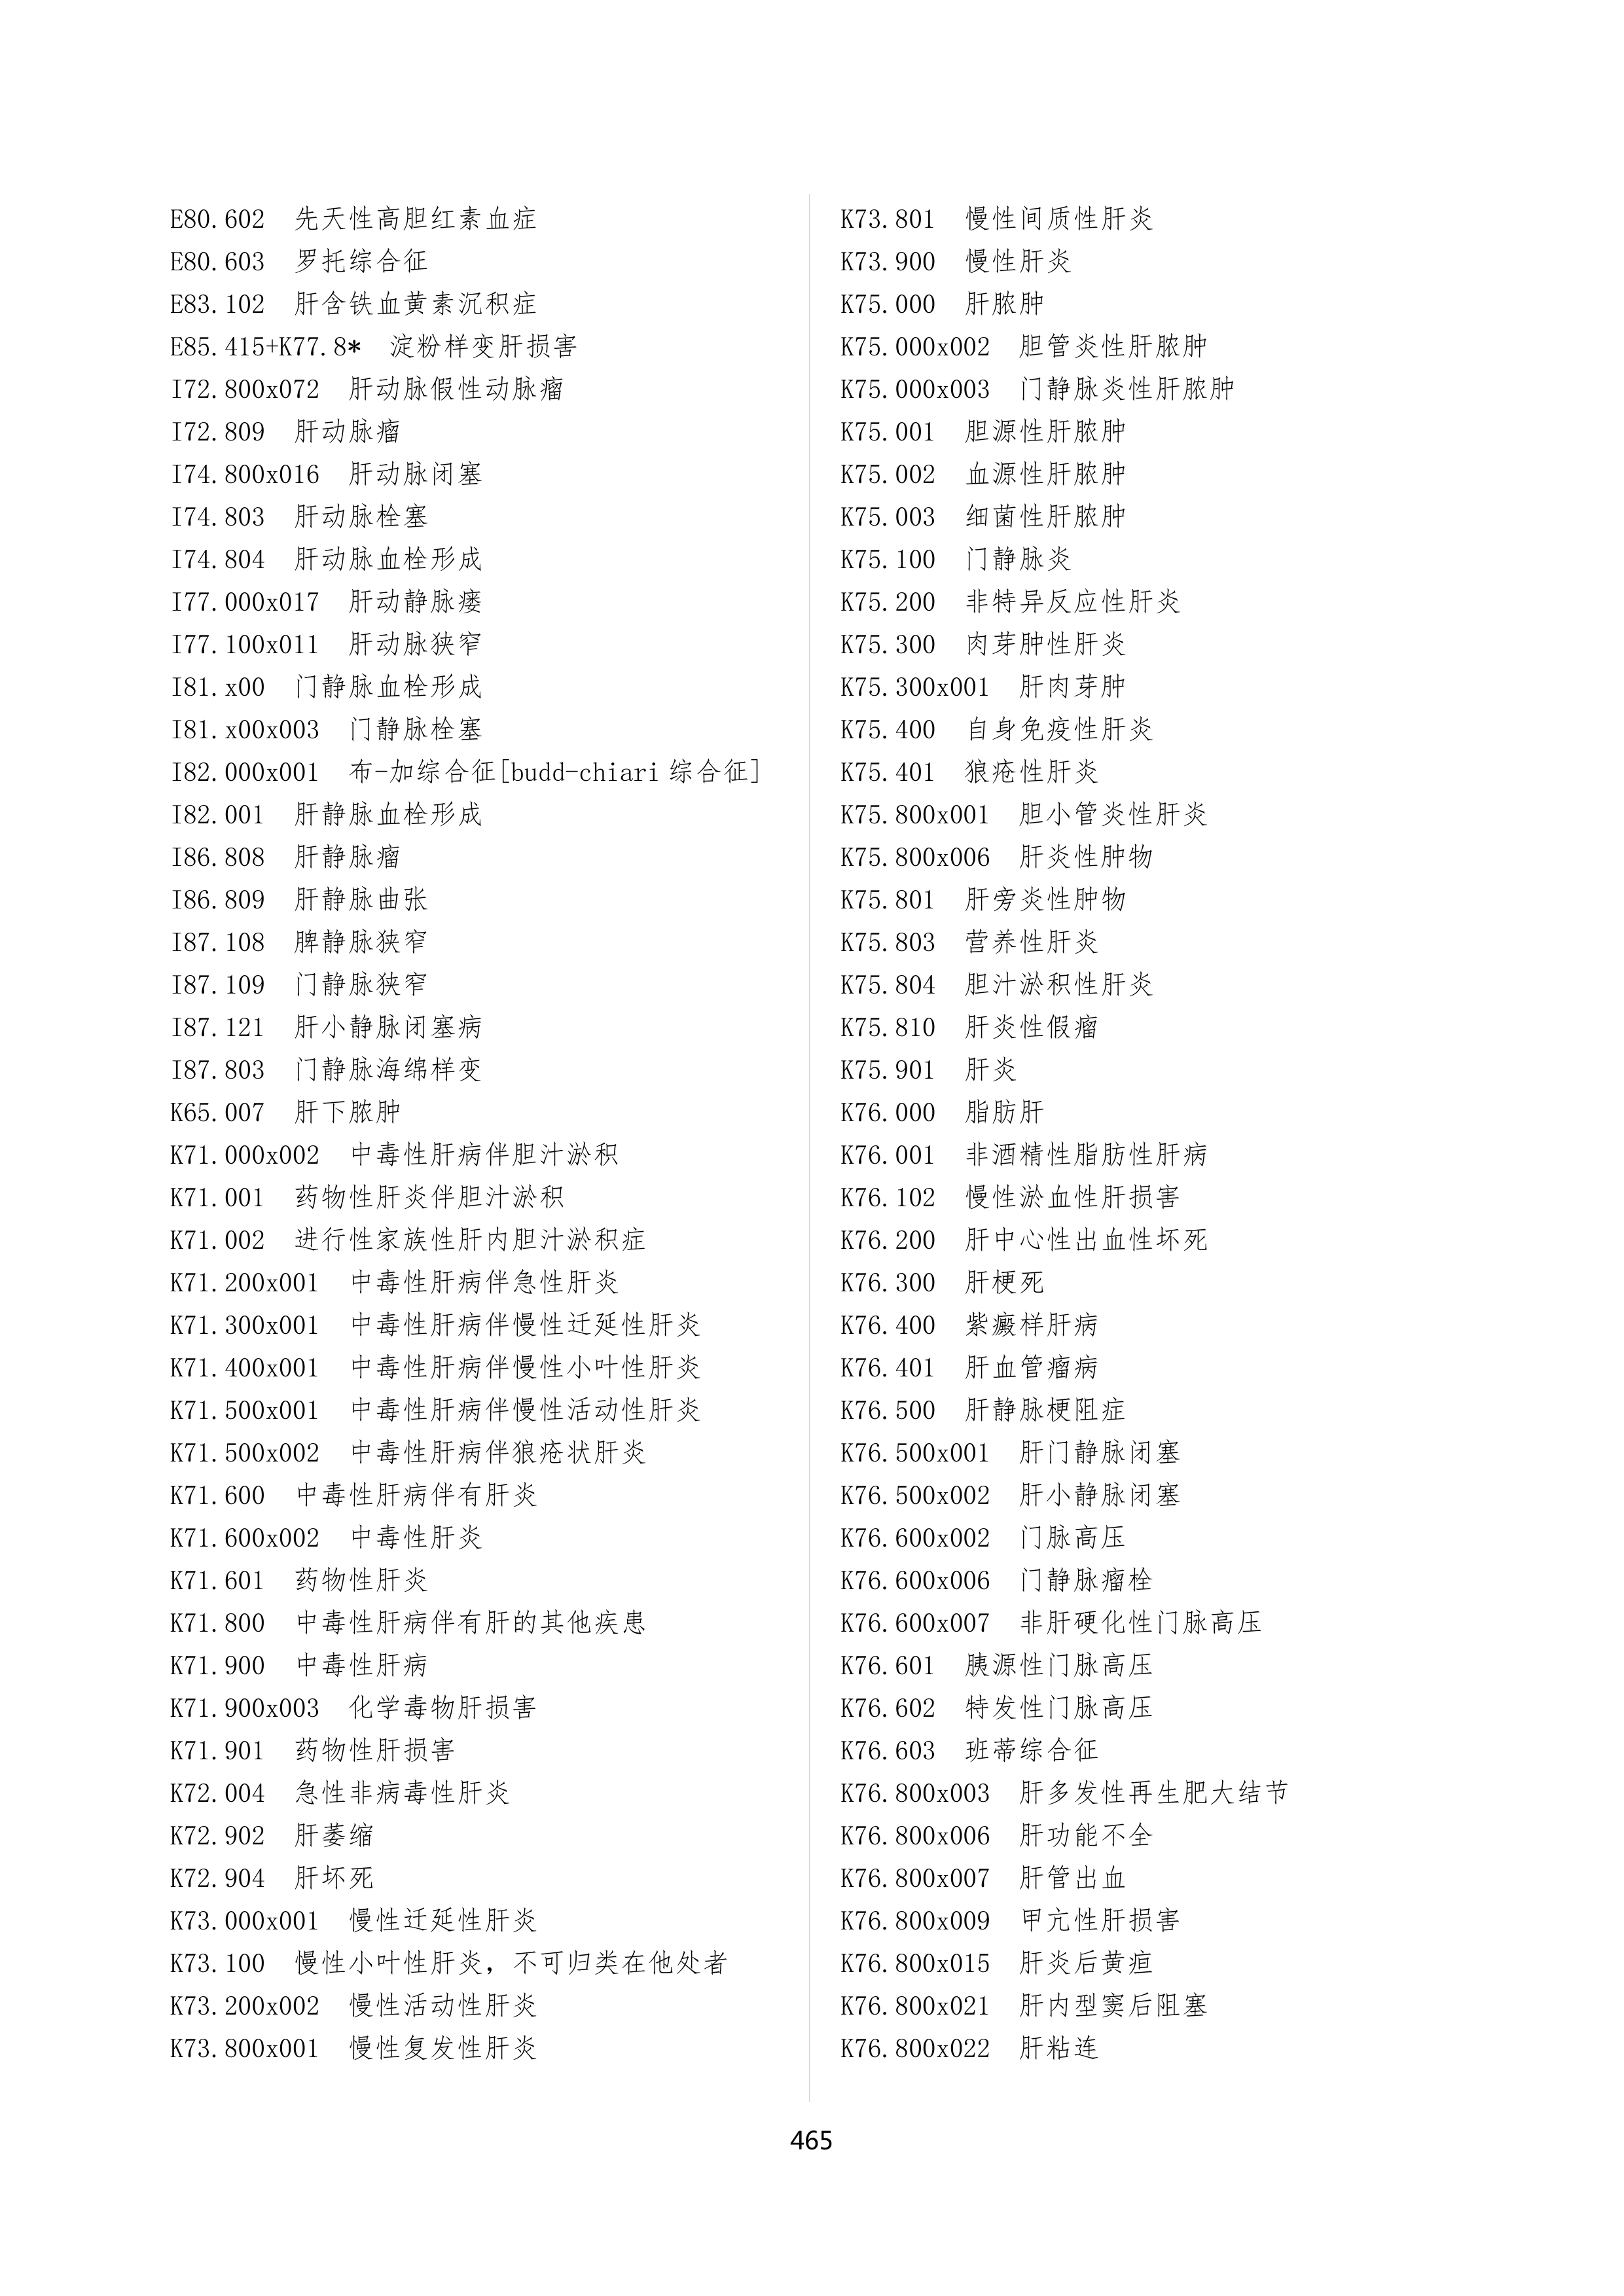 E80.602 先天性高胆红素血症
E80.603 罗托综合征
E83.102 肝含铁血黄素沉积症
E85.415+K77.8* 淀粉样变肝损害
I72.800x072 肝动脉假性动脉瘤
I72.809 肝动脉瘤
I74.800x016 肝动脉闭塞
I74.803 肝动脉栓塞
I74.804 肝动脉血栓形成
I77.000x017 肝动静脉瘘
I77.100x011 肝动脉狭窄
I81.x00 门静脉血栓形成
I81.x00x003 门静脉栓塞
I82.000x001 布-加综合征[budd-chiari 综合征]
I82.001 肝静脉血栓形成
I86.808 肝静脉瘤
I86.809 肝静脉曲张
I87.108 脾静脉狭窄
I87.109 门静脉狭窄
I87.121 肝小静脉闭塞病
I87.803 门静脉海绵样变
K65.007 肝下脓肿
K71.000x002 中毒性肝病伴胆汁淤积
K71.001 药物性肝炎伴胆汁淤积
K71.002 进行性家族性肝内胆汁淤积症
K71.200x001 中毒性肝病伴急性肝炎
K71.300x001 中毒性肝病伴慢性迁延性肝炎
K71.400x001 中毒性肝病伴慢性小叶性肝炎
K71.500x001 中毒性肝病伴慢性活动性肝炎
K71.500x002 中毒性肝病伴狼疮状肝炎
K71.600 中毒性肝病伴有肝炎
K71.600x002 中毒性肝炎
K71.601 药物性肝炎
K71.800 中毒性肝病伴有肝的其他疾患
K71.900 中毒性肝病
K71.900x003 化学毒物肝损害
K71.901 药物性肝损害
K72.004 急性非病毒性肝炎
K72.902 肝萎缩
K72.904 肝坏死
K73.000x001 慢性迁延性肝炎
K73.100 慢性小叶性肝炎，不可归类在他处者
K73.200x002 慢性活动性肝炎
K73.800x001 慢性复发性肝炎
K73.801 慢性间质性肝炎
K73.900 慢性肝炎
K75.000 肝脓肿
K75.000x002 胆管炎性肝脓肿
K75.000x003 门静脉炎性肝脓肿
K75.001 胆源性肝脓肿
K75.002 血源性肝脓肿
K75.003 细菌性肝脓肿
K75.100 门静脉炎
K75.200 非特异反应性肝炎
K75.300 肉芽肿性肝炎
K75.300x001 肝肉芽肿
K75.400 自身免疫性肝炎
K75.401 狼疮性肝炎
K75.800x001 胆小管炎性肝炎
K75.800x006 肝炎性肿物
K75.801 肝旁炎性肿物
K75.803 营养性肝炎
K75.804 胆汁淤积性肝炎
K75.810 肝炎性假瘤
K75.901 肝炎
K76.000 脂肪肝
K76.001 非酒精性脂肪性肝病
K76.102 慢性淤血性肝损害
K76.200 肝中心性出血性坏死
K76.300 肝梗死
K76.400 紫癜样肝病
K76.401 肝血管瘤病
K76.500 肝静脉梗阻症
K76.500x001 肝门静脉闭塞
K76.500x002 肝小静脉闭塞
K76.600x002 门脉高压
K76.600x006 门静脉瘤栓
K76.600x007 非肝硬化性门脉高压
K76.601 胰源性门脉高压
K76.602 特发性门脉高压
K76.603 班蒂综合征
K76.800x003 肝多发性再生肥大结节
K76.800x006 肝功能不全
K76.800x007 肝管出血
K76.800x009 甲亢性肝损害
K76.800x015 肝炎后黄疸
K76.800x021 肝内型窦后阻塞
K76.800x022 肝粘连
465